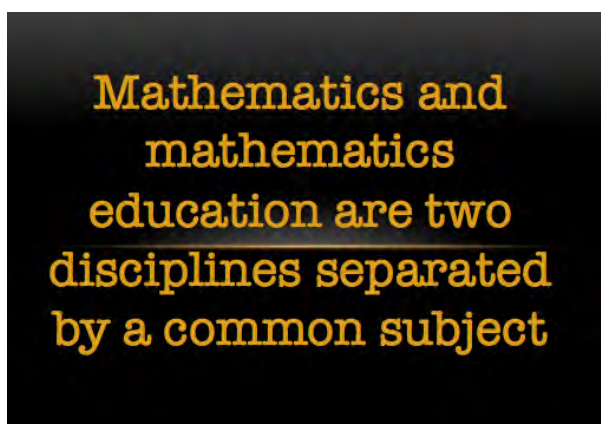 Mathematics and
mathematics
education are two
disciplines separated
by a common subject